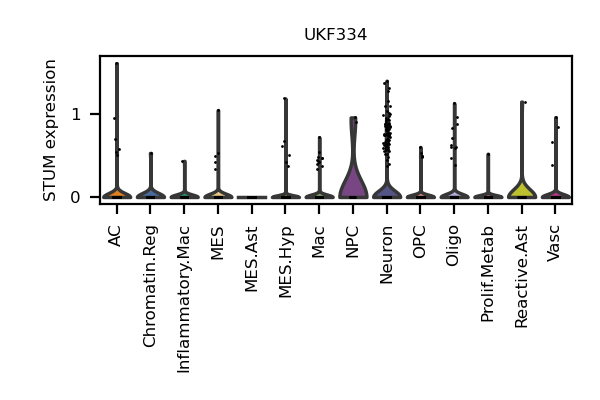 UKF334
STUM expression
1
0
AC
Chromatin.Reg
Inflammatory.Mac
MES
MES.Ast
MES.Hyp
Mac
NPC
Neuron
OPC
Oligo
Prolif.Metab
Reactive.Ast
Vasc